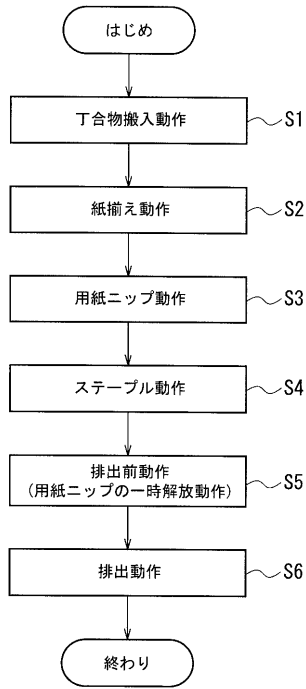 はじめ
丁合物搬入動作
S1
紙揃え動作
S2
用紙ニップ動作
S3
ステープル動作
S4
排出前動作
(用紙ニップの一時解放動作)
S5
排出動作
S6
終わり